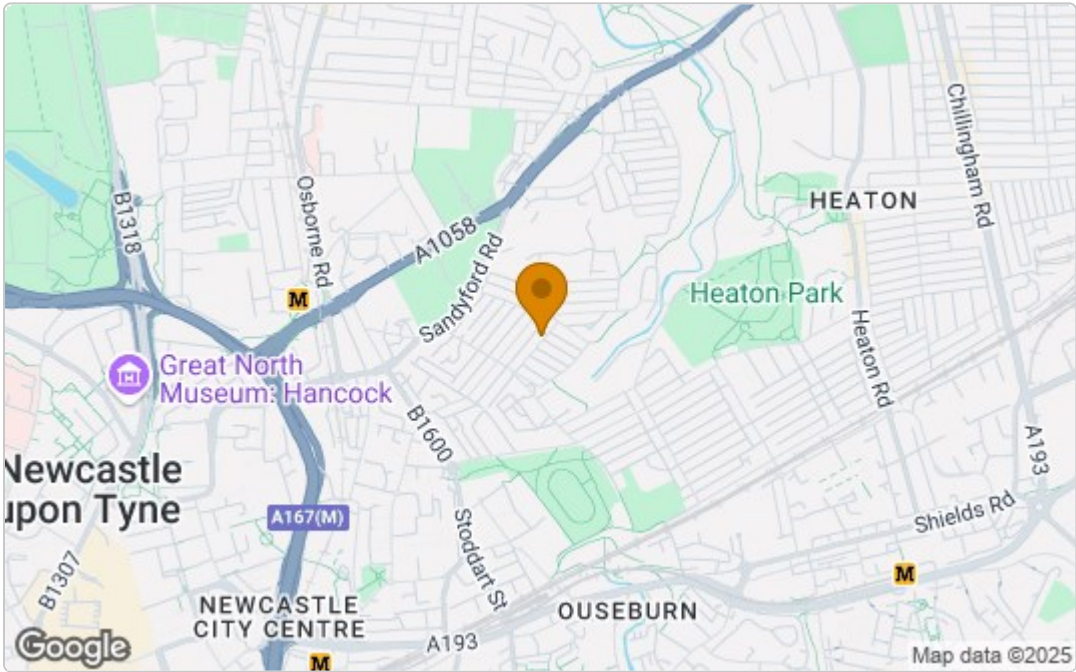 Chillingham Rd
Osborne Rd
B1318
HEATON
A1058
Sandyford Rd
Heaton Park
Heaton Rd
Great North
Museum: Hancock
B1600
A193
Newcastle
upon Tyne
A167(M)
Shields Rd
Stoddart St
B1307
NEWCASTLE
CITY CENTRE
OUSEBURN
A193
M
M
M
Google
Map data ©2025